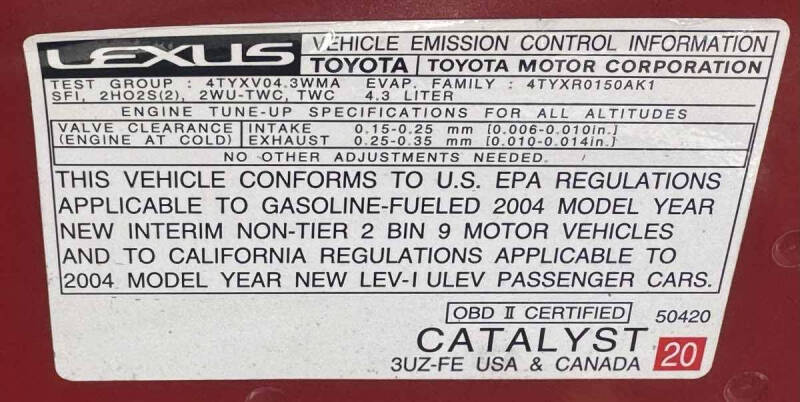 LEXUS VEHICLE EMISSION CONTROL INFORMATION
TOYOTA TOYOTA MOTOR CORPORATION
TEST GROUP : 4TYXV04.3WMA EVAP. FAMILY : 4TYXR0150AK1
SFI, 2HO2S(2), 2WU-TWC, TWC 4.3 LITER
ENGINE TUNE-UP SPECIFICATIONS FOR ALL ALTITUDES
VALVE CLEARANCE INTAKE 0.15-0.25 mm [0.006-0.010in.]
(ENGINE AT COLD) EXHAUST 0.25-0.35 mm [0.010-0.014in.]
NO OTHER ADJUSTMENTS NEEDED.
THIS VEHICLE CONFORMS TO U.S. EPA REGULATIONS
APPLICABLE TO GASOLINE-FUELED 2004 MODEL YEAR
NEW INTERIM NON-TIER 2 BIN 9 MOTOR VEHICLES
AND TO CALIFORNIA REGULATIONS APPLICABLE TO
2004 MODEL YEAR NEW LEV-I ULEV PASSENGER CARS.
OBD II CERTIFIED 50420
CATALYST 20
3UZ-FE USA & CANADA